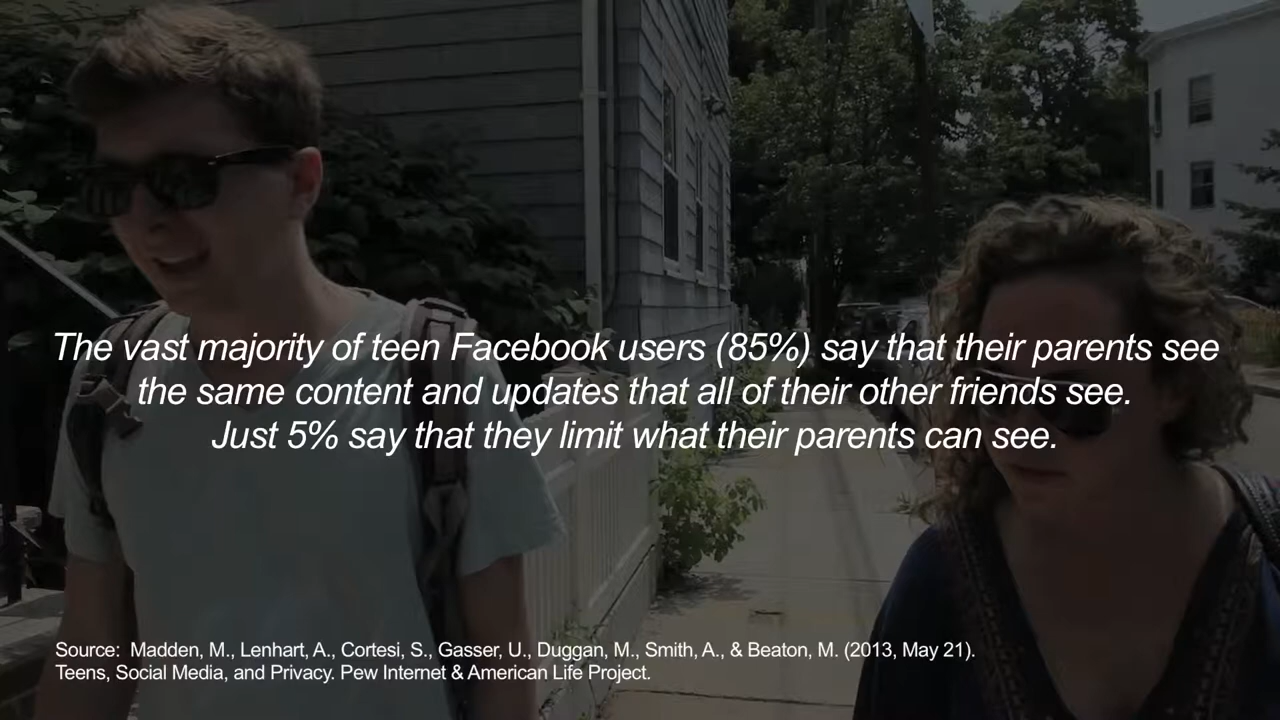 The vast majority of teen Facebook users (85%) say that their parents see
the same content and updates that all of their other friends see.
Just 5% say that they limit what their parents can see.
Source: Madden, M., Lenhart, A., Cortesi, S., Gasser, U., Duggan, M., Smith, A., & Beaton, M. (2013, May 21).
Teens, Social Media, and Privacy. Pew Internet & American Life Project.